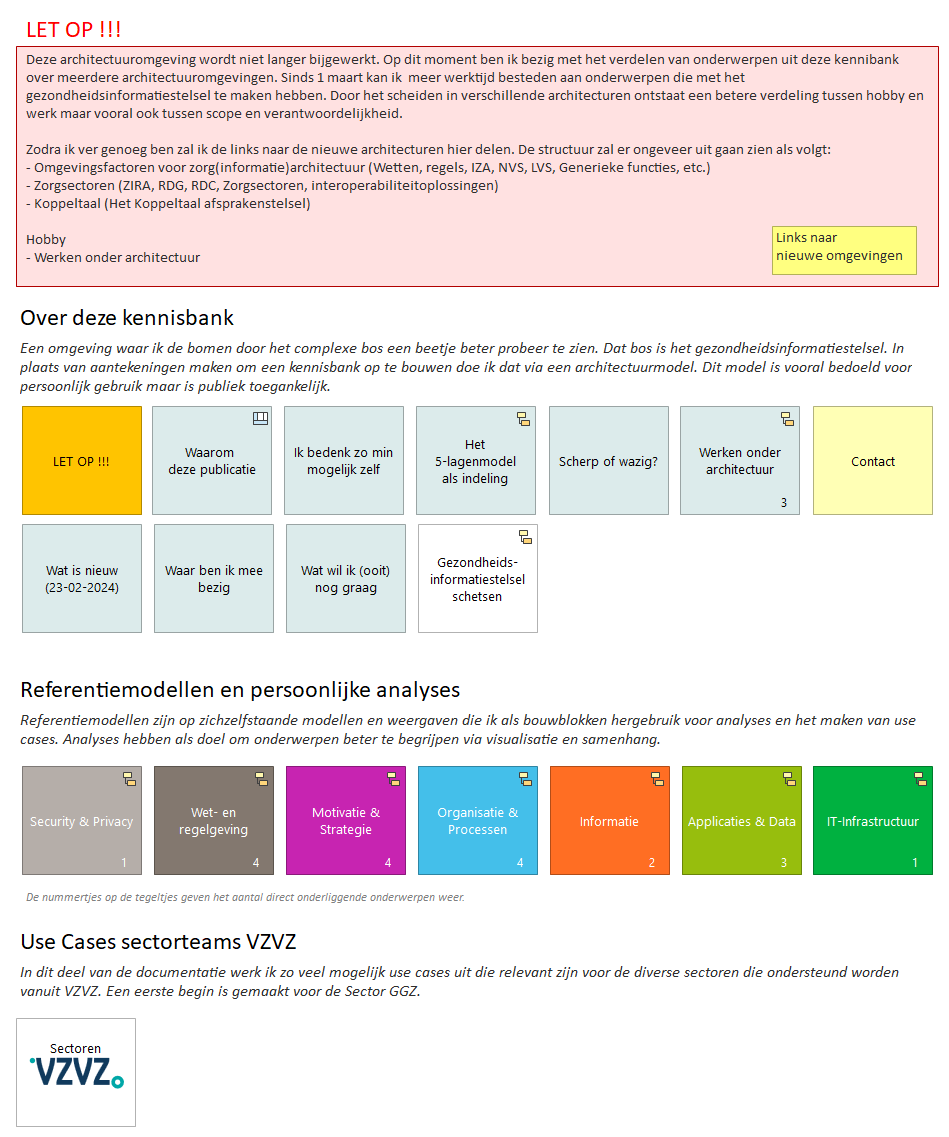 LET OP !!!
Deze architectuuromgeving wordt niet langer bijgewerkt. Op dit moment ben ik bezig met het verdelen van onderwerpen uit deze kennibank
over meerdere architectuuromgevingen. Sinds 1 maart kan ik  meer werktijd besteden aan onderwerpen die met het
gezondheidsinformatiestelsel te maken hebben. Door het scheiden in verschillende architecturen ontstaat een betere verdeling tussen hobby en
werk maar vooral ook tussen scope en verantwoordelijkheid.
Zodra ik ver genoeg ben zal ik de links naar de nieuwe architecturen hier delen. De structuur zal er ongeveer uit gaan zien als volgt:
- Omgevingsfactoren voor zorg(informatie)architectuur (Wetten, regels, IZA, NVS, LVS, Generieke functies, etc.)
- Zorgsectoren (ZIRA, RDG, RDC, Zorgsectoren, interoperabiliteitoplossingen)
- Koppeltaal (Het Koppeltaal afsprakenstelsel)
Hobby
- Werken onder architectuur
Links naar
nieuwe omgevingen
Over deze kennisbank
Een omgeving waar ik de bomen door het complexe bos een beetje beter probeer te zien. Dat bos is het gezondheidsinformatiestelsel. In
plaats van aantekeningen maken om een kennisbank op te bouwen doe ik dat via een architectuurmodel. Dit model is vooral bedoeld voor
persoonlijk gebruik maar is publiek toegankelijk.
LET OP !!!
Waarom
deze publicatie
Ik bedenk zo min
mogelijk zelf
Het
5-lagenmodel
als indeling
Scherp of wazig?
Werken onder
architectuur
3
Contact
Wat is nieuw
(23-02-2024)
Waar ben ik mee
bezig
Wat wil ik (ooit)
nog graag
Gezondheids-
informatiestelsel
schetsen
Referentiemodellen en persoonlijke analyses
Referentiemodellen zijn op zichzelfstaande modellen en weergaven die ik als bouwblokken hergebruik voor analyses en het maken van use
cases. Analyses hebben als doel om onderwerpen beter te begrijpen via visualisatie en samenhang.
Security & Privacy
1
Wet- en
regelgeving
4
Motivatie &
Strategie
4
Organisatie &
Processen
4
Informatie
2
Applicaties & Data
3
IT-Infrastructuur
1
De nummertjes op de tegeltjes geven het aantal direct onderliggende onderwerpen weer.
Use Cases sectorteams VZVZ
In dit deel van de documentatie werk ik zo veel mogelijk use cases uit die relevant zijn voor de diverse sectoren die ondersteund worden
vanuit VZVZ. Een eerste begin is gemaakt voor de Sector GGZ.
Sectoren
VZVZ